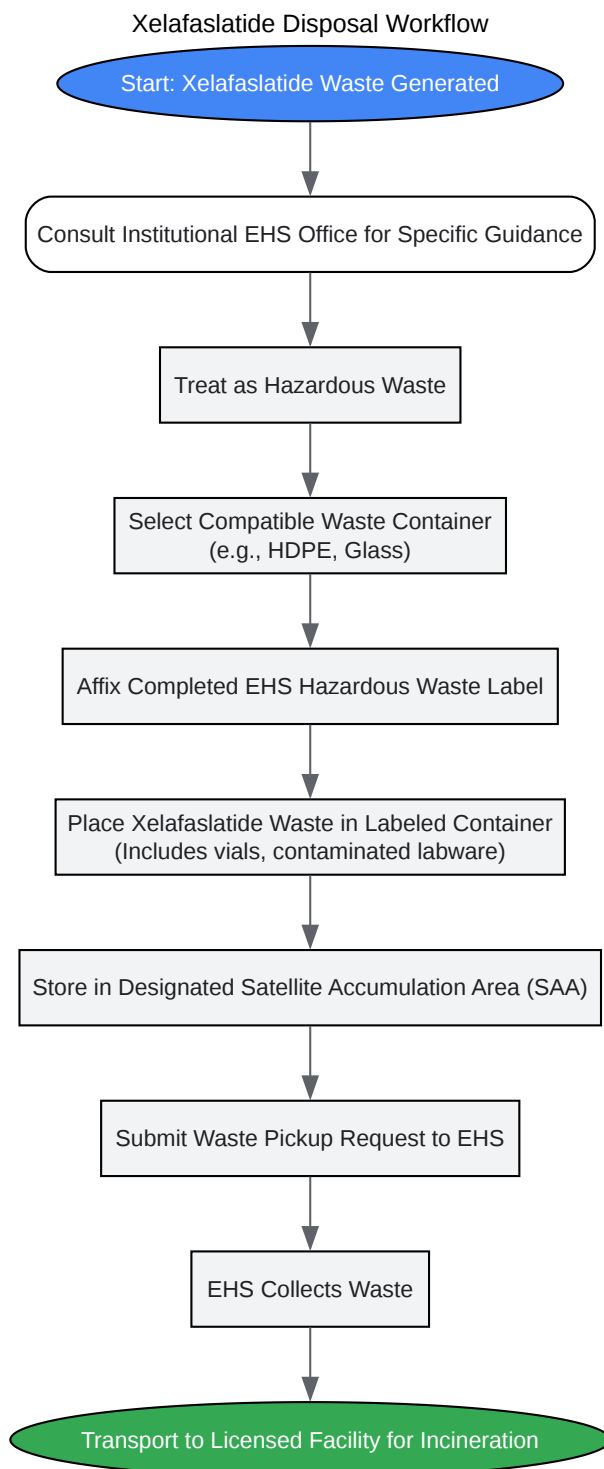 Xelafaslatide Disposal Workflow
Start: Xelafaslatide Waste Generated
Consult Institutional EHS Office for Specific Guidance
Treat as Hazardous Waste
Select Compatible Waste Container
(e.g., HDPE, Glass)
Affix Completed EHS Hazardous Waste Label
Place Xelafaslatide Waste in Labeled Container
(Includes vials, contaminated labware)
Store in Designated Satellite Accumulation Area (SAA)
Submit Waste Pickup Request to EHS
EHS Collects Waste
Transport to Licensed Facility for Incineration